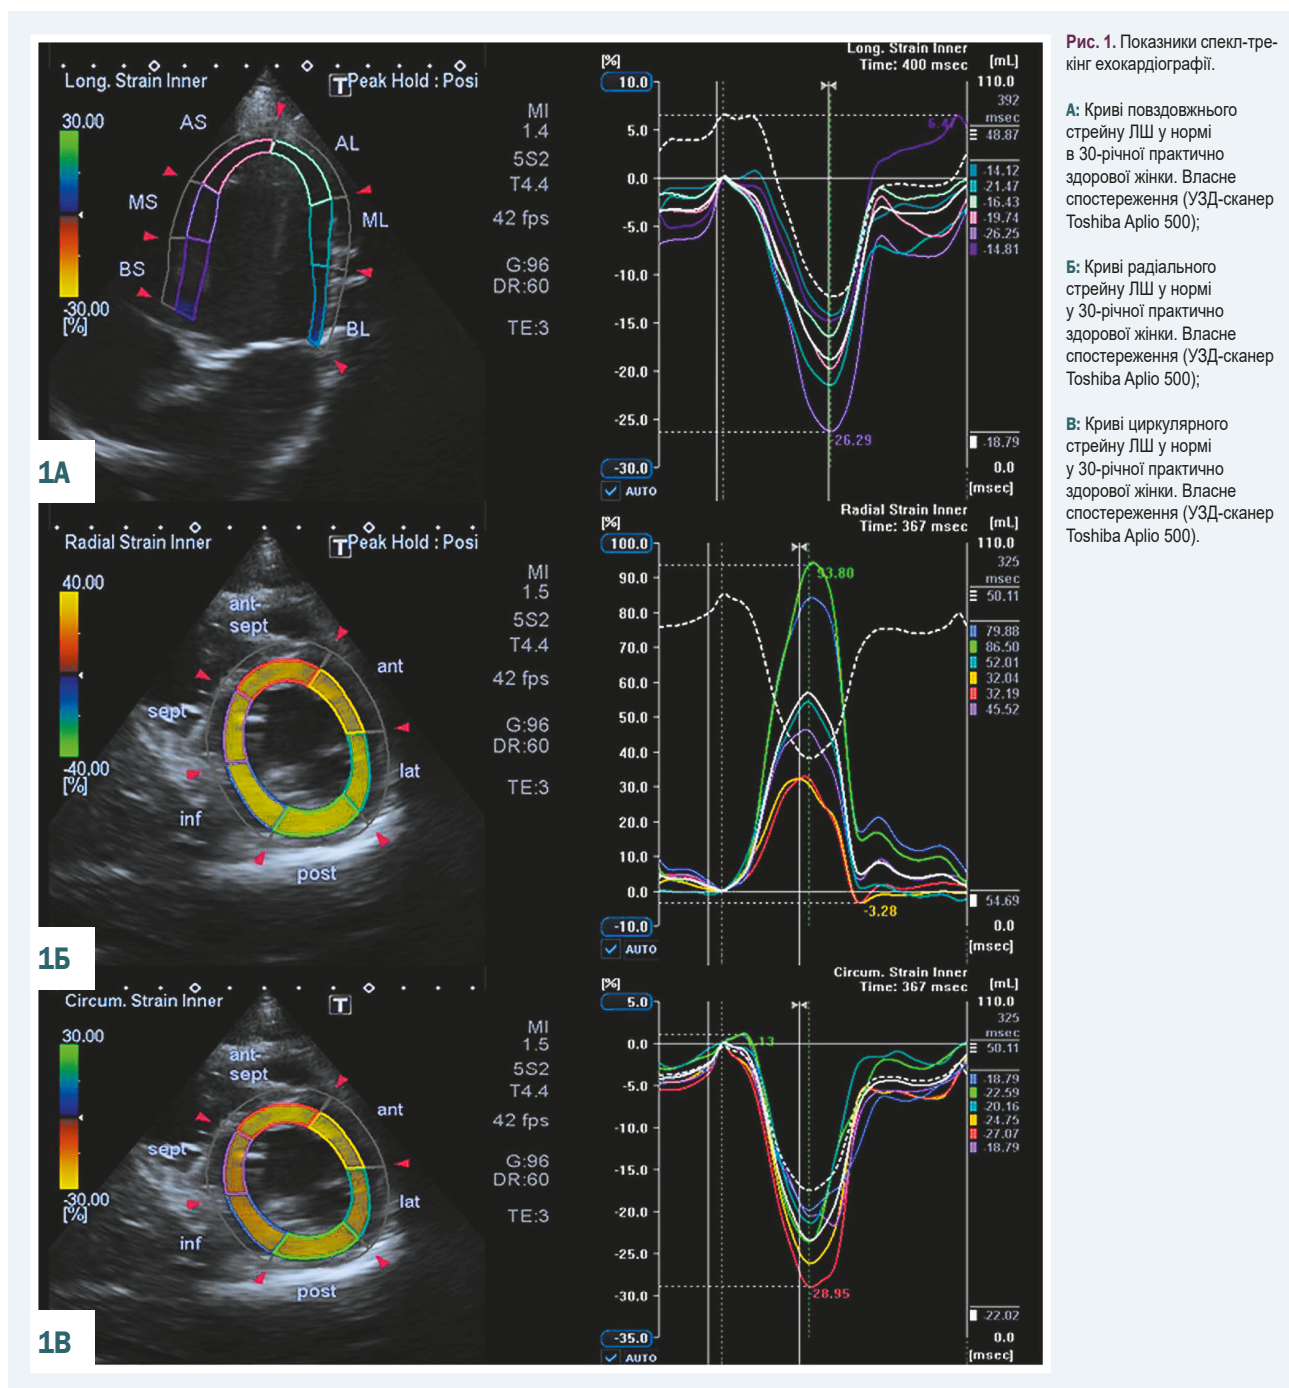 Long. Strain Inner
T Peak Hold : Posi
30.00
-30.00
[%]
AS
AL
MS
ML
BS
BL
MI
1.4
5S2
T4.4
42 fps
G:96
DR:60
TE:3
Long. Strain Inner
Time: 400 msec
[%]
[mL]
10.0
5.0
0.0
-5.0
-10.0
-15.0
-20.0
-25.0
-30.0
AUTO
26.29
110.0
392
msec
48.87
-14.12
-21.47
-16.43
-19.74
-26.25
-14.81
-18.79
0.0
[msec]
1А
Radial Strain Inner
T Peak Hold : Posi
40.00
-40.00
[%]
ant-
sept
ant
sept
lat
inf
post
MI
1.5
5S2
T4.4
42 fps
G:96
DR:60
TE:3
Radial Strain Inner
Time: 367 msec
[%]
[mL]
100.0
90.0
80.0
70.0
60.0
50.0
40.0
30.0
20.0
10.0
0.0
-10.0
AUTO
93.80
-3.28
110.0
325
msec
50.11
79.88
86.50
52.01
32.04
32.19
45.52
54.69
0.0
[msec]
1Б
Circum. Strain Inner
T
30.00
-30.00
[%]
ant-
sept
ant
sept
lat
inf
post
MI
1.5
5S2
T4.4
42 fps
G:96
DR:60
TE:3
Circum. Strain Inner
Time: 367 msec
[%]
[mL]
5.0
0.0
-5.0
-10.0
-15.0
-20.0
-25.0
-30.0
-35.0
AUTO
28.95
110.0
325
msec
50.11
-18.79
-22.59
-20.16
-24.75
-27.07
-18.79
-22.02
0.0
[msec]
1В
Рис. 1. Показники спекл-тре-
кінг ехокардіографії.
А: Криві повздовжнього
стрейну ЛШ у нормі
в 30-річної практично
здорової жінки. Власне
спостереження (УЗД-сканер
Toshiba Aplio 500);
Б: Криві радіального
стрейну ЛШ у нормі
у 30-річної практично
здорової жінки. Власне
спостереження (УЗД-сканер
Toshiba Aplio 500);
В: Криві циркулярного
стрейну ЛШ у нормі
у 30-річної практично
здорової жінки. Власне
спостереження (УЗД-сканер
Toshiba Aplio 500).